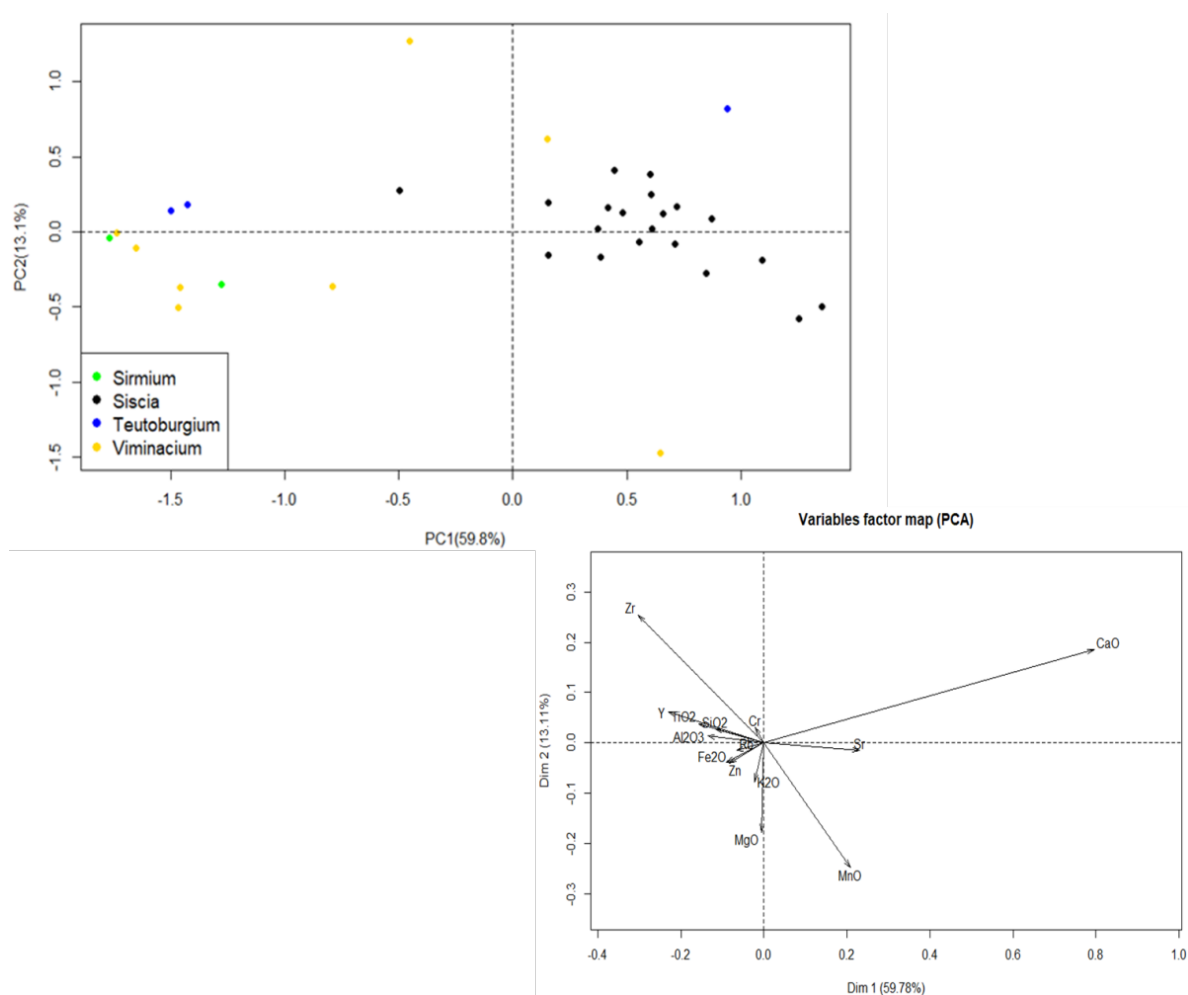 1.0
0.5
0.0
-0.5
-1.0
-1.5
PC2(13.1%)
Sirmium
Siscia
Teutoburgium
Viminacium
-1.5 -1.0 -0.5 0.0 0.5 1.0
PC1(59.8%)
Variables factor map (PCA)
0.3
0.2
0.1
0.0
-0.1
-0.2
-0.3
Dim 2 (13.11%)
Zr
CaO
Y TiO2 SiO2 Cr
Al2O3 Rb Sr
Fe2O
Zn K2O
MgO
MnO
-0.4 -0.2 0.0 0.2 0.4 0.6 0.8 1.0
Dim 1 (59.78%)